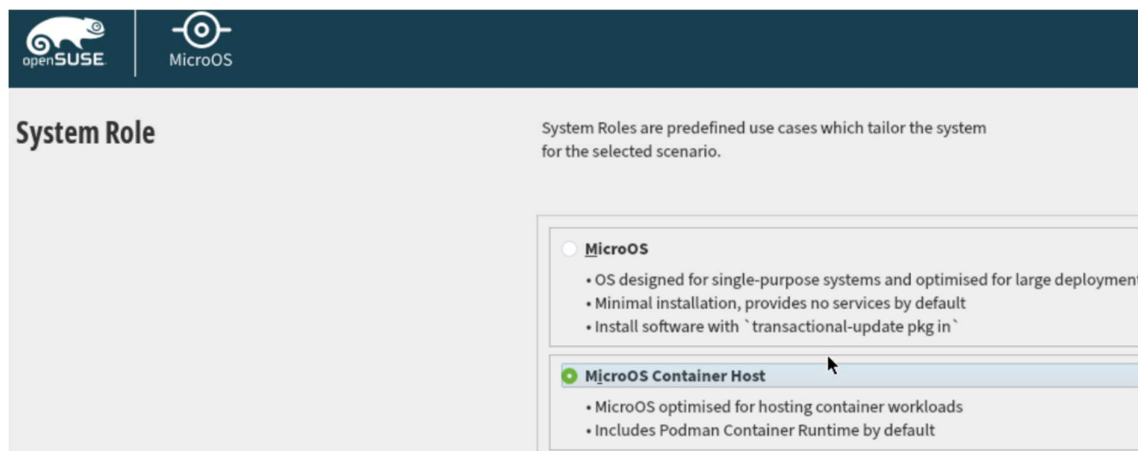 openSUSE
MicroOS
System Role
System Roles are predefined use cases which tailor the system
for the selected scenario.
MicroOS
• OS designed for single-purpose systems and optimised for large deployment
• Minimal installation, provides no services by default
• Install software with `transactional-update pkg in`
MicroOS Container Host
• MicroOS optimised for hosting container workloads
• Includes Podman Container Runtime by default